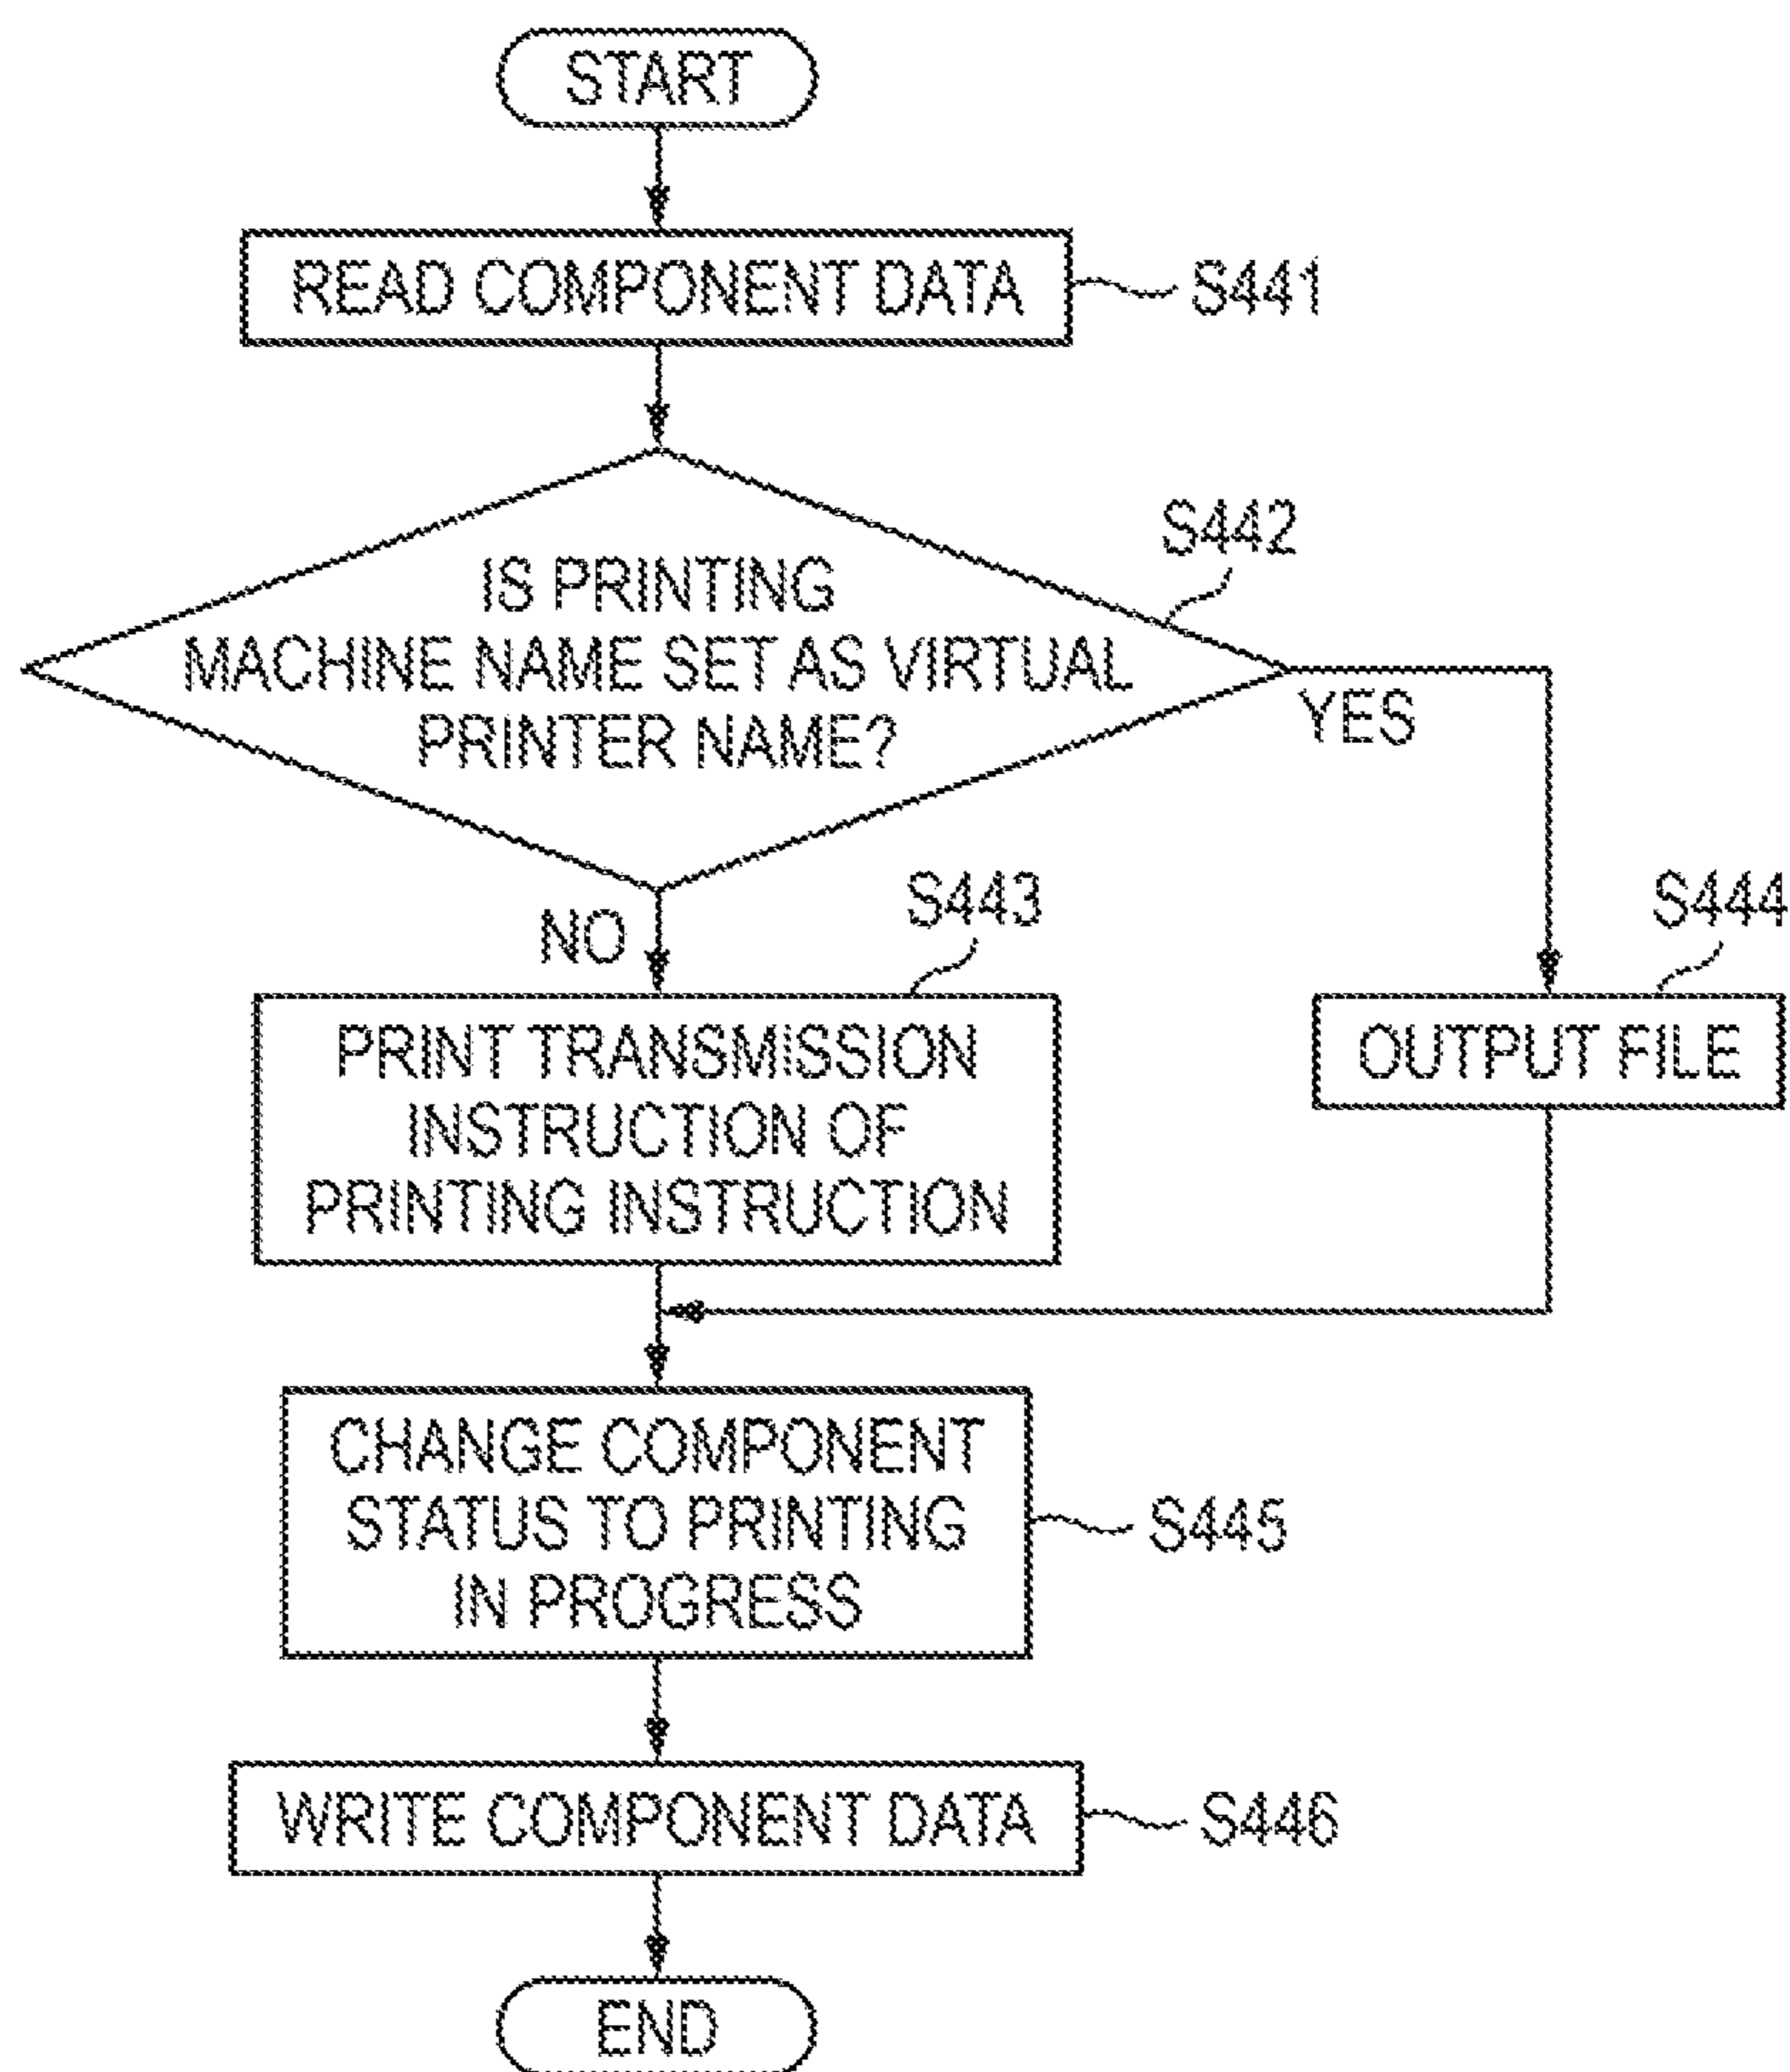 START
READ COMPONENT DATA
S441
S442
IS PRINTING
MACHINE NAME SET AS VIRTUAL
PRINTER NAME?
YES
NO
S443
S444
PRINT TRANSMISSION
INSTRUCTION OF
PRINTING INSTRUCTION
OUTPUT FILE
CHANGE COMPONENT
STATUS TO PRINTING
IN PROGRESS
S445
WRITE COMPONENT DATA
S446
END